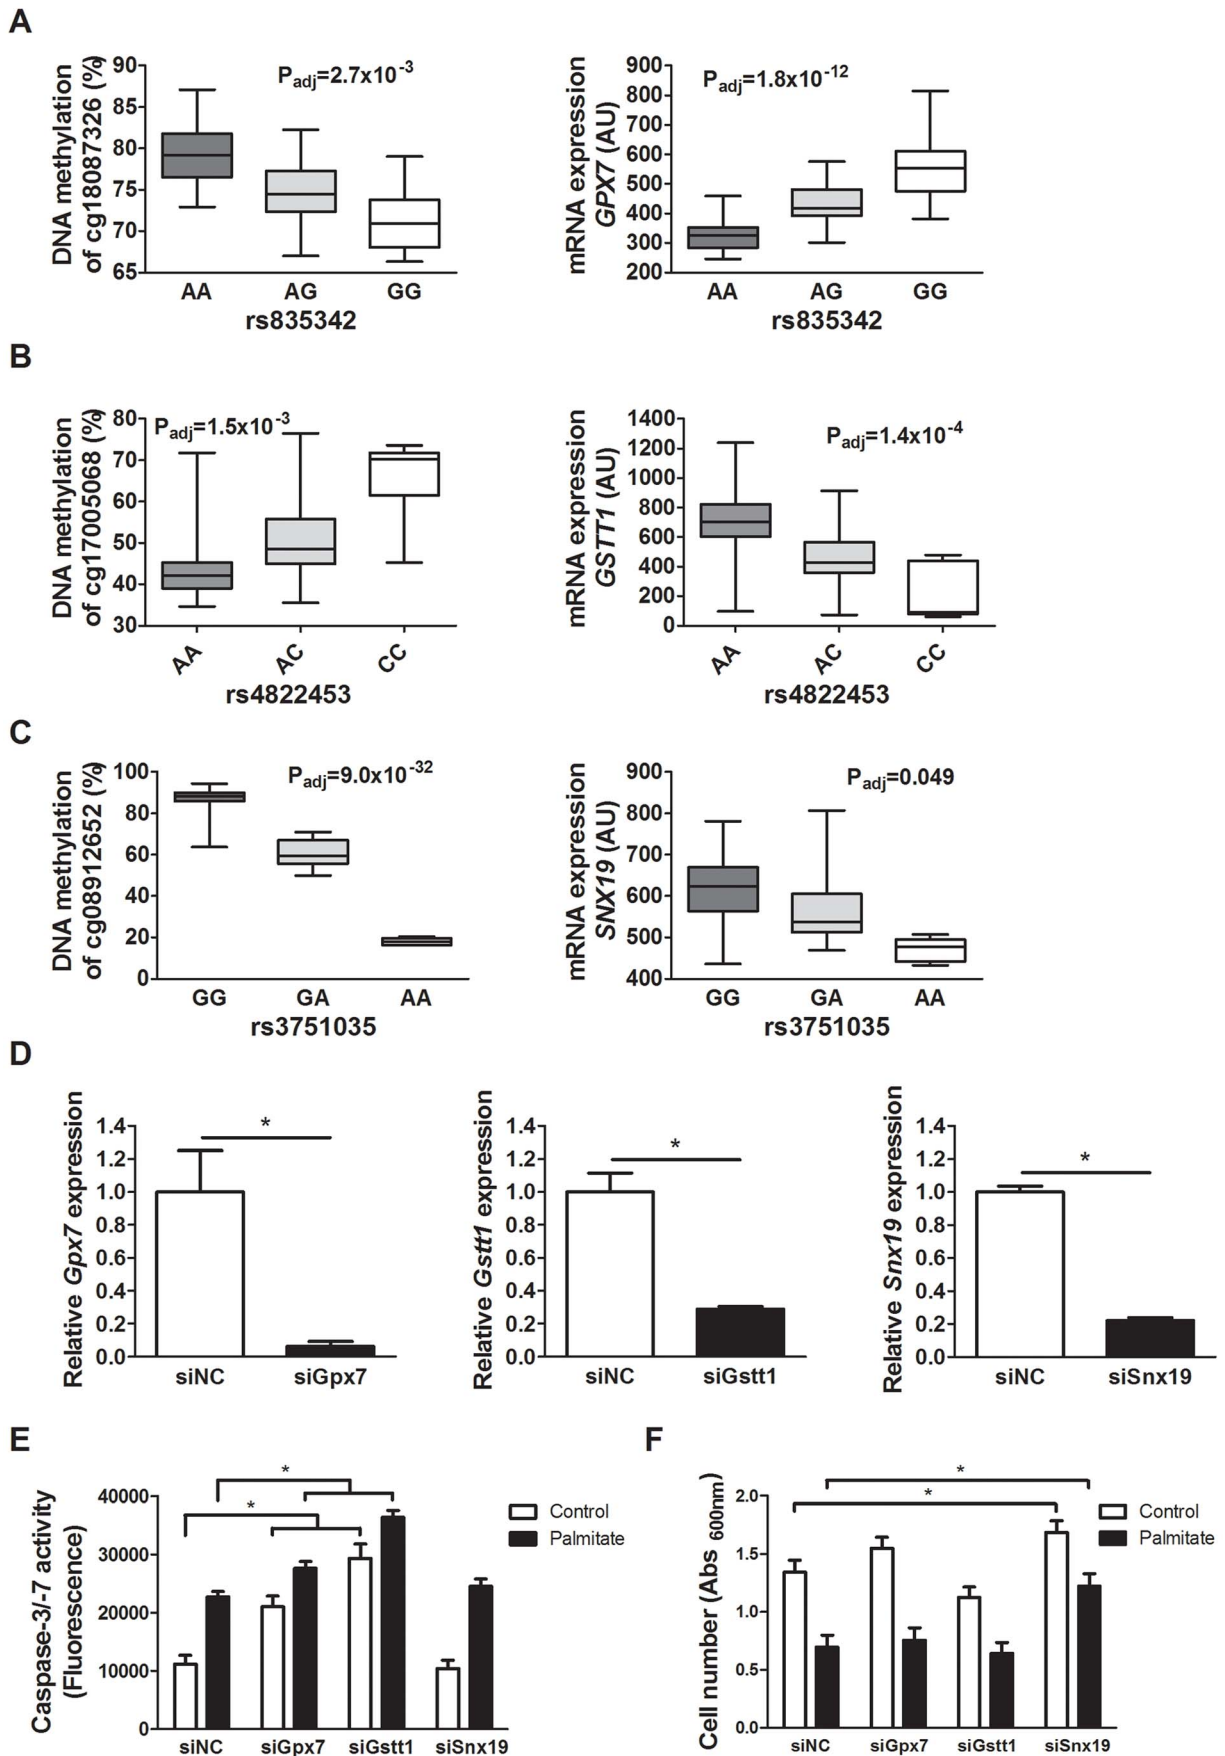 A
DNA methylation
of cg18087326 (%)
90
85
80
75
70
65
Padj=2.7x10-3
AA AG GG
rs835342
mRNA expression
GPX7 (AU)
900
800
700
600
500
400
300
200
Padj=1.8x10-12
AA AG GG
rs835342
B
DNA methylation
of cg17005068 (%)
80
70
60
50
40
30
Padj=1.5x10-3
AA AC CC
rs4822453
mRNA expression
GSTT1 (AU)
1400
1200
1000
800
600
400
200
0
Padj=1.4x10-4
AA AC CC
rs4822453
C
DNA methylation
of cg08912652 (%)
100
80
60
40
20
0
Padj=9.0x10-32
GG GA AA
rs3751035
mRNA expression
SNX19 (AU)
900
800
700
600
500
400
Padj=0.049
GG GA AA
rs3751035
D
Relative Gpx7 expression
1.4
1.2
1.0
0.8
0.6
0.4
0.2
0.0
*
siNC siGpx7
Relative Gstt1 expression
1.4
1.2
1.0
0.8
0.6
0.4
0.2
0.0
*
siNC siGstt1
Relative Snx19 expression
1.4
1.2
1.0
0.8
0.6
0.4
0.2
0.0
*
siNC siSnx19
E
Caspase-3/-7 activity
(Fluorescence)
40000
30000
20000
10000
0
*
*
Control
Palmitate
siNC siGpx7 siGstt1 siSnx19
F
Cell number (Abs 600nm)
2.0
1.5
1.0
0.5
0.0
*
*
Control
Palmitate
siNC siGpx7 siGstt1 siSnx19